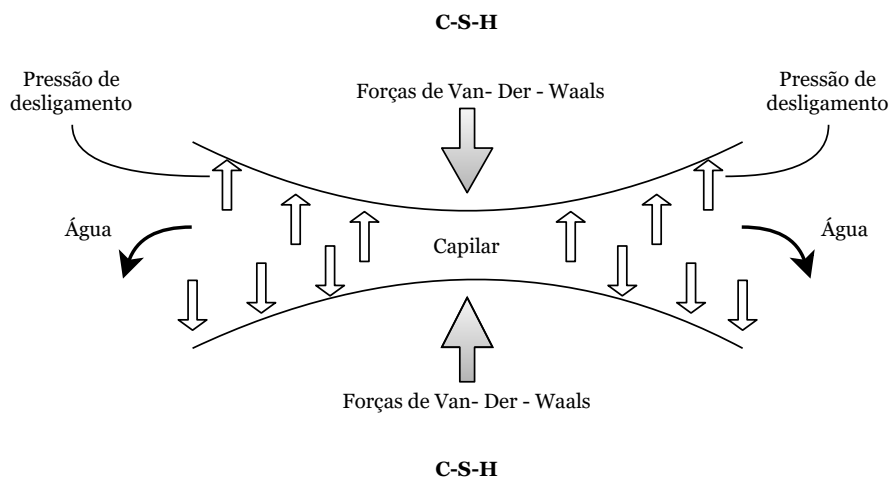 C-S-H
Pressão de
desligamento
Forças de Van- Der - Waals
Pressão de
desligamento
Água
Capilar
Água
Forças de Van- Der - Waals
C-S-H